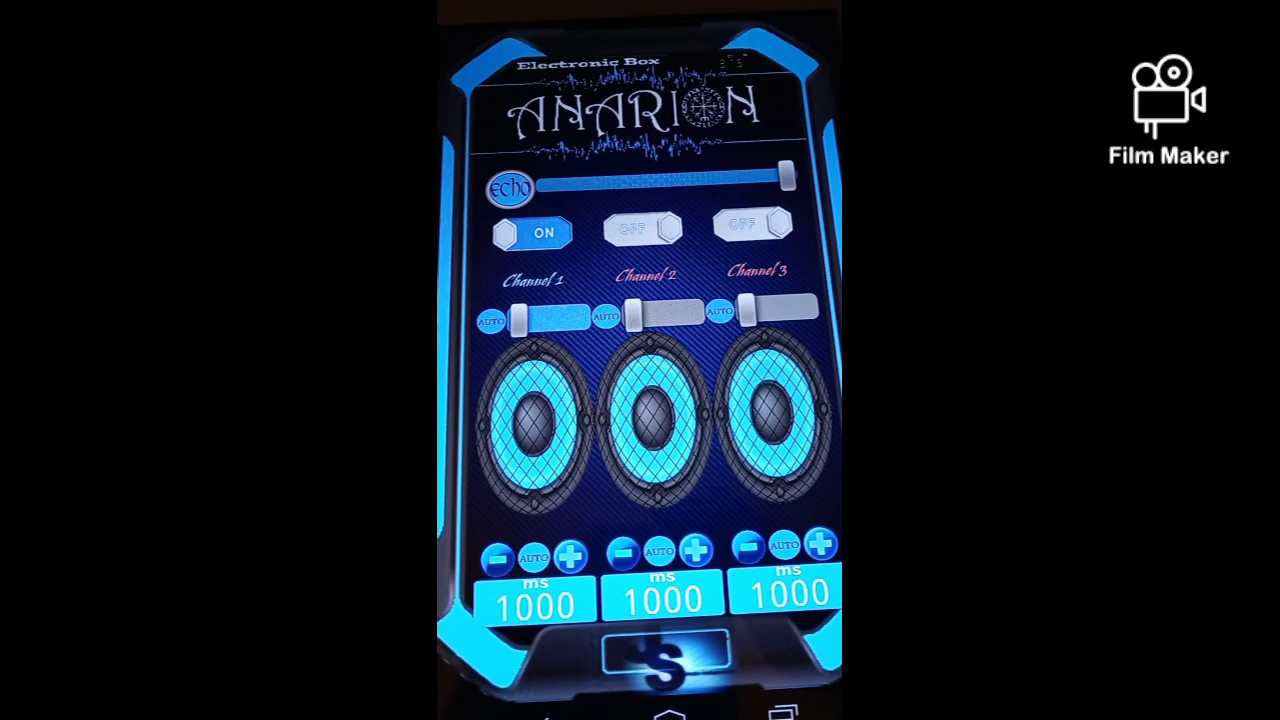 Electronic Box
ANARION
echo
ON OFF OFF
Channel 1 Channel 2 Channel 3
AUTO AUTO AUTO
AUTO AUTO AUTO
ms ms ms
1000 1000 1000
S
Film Maker